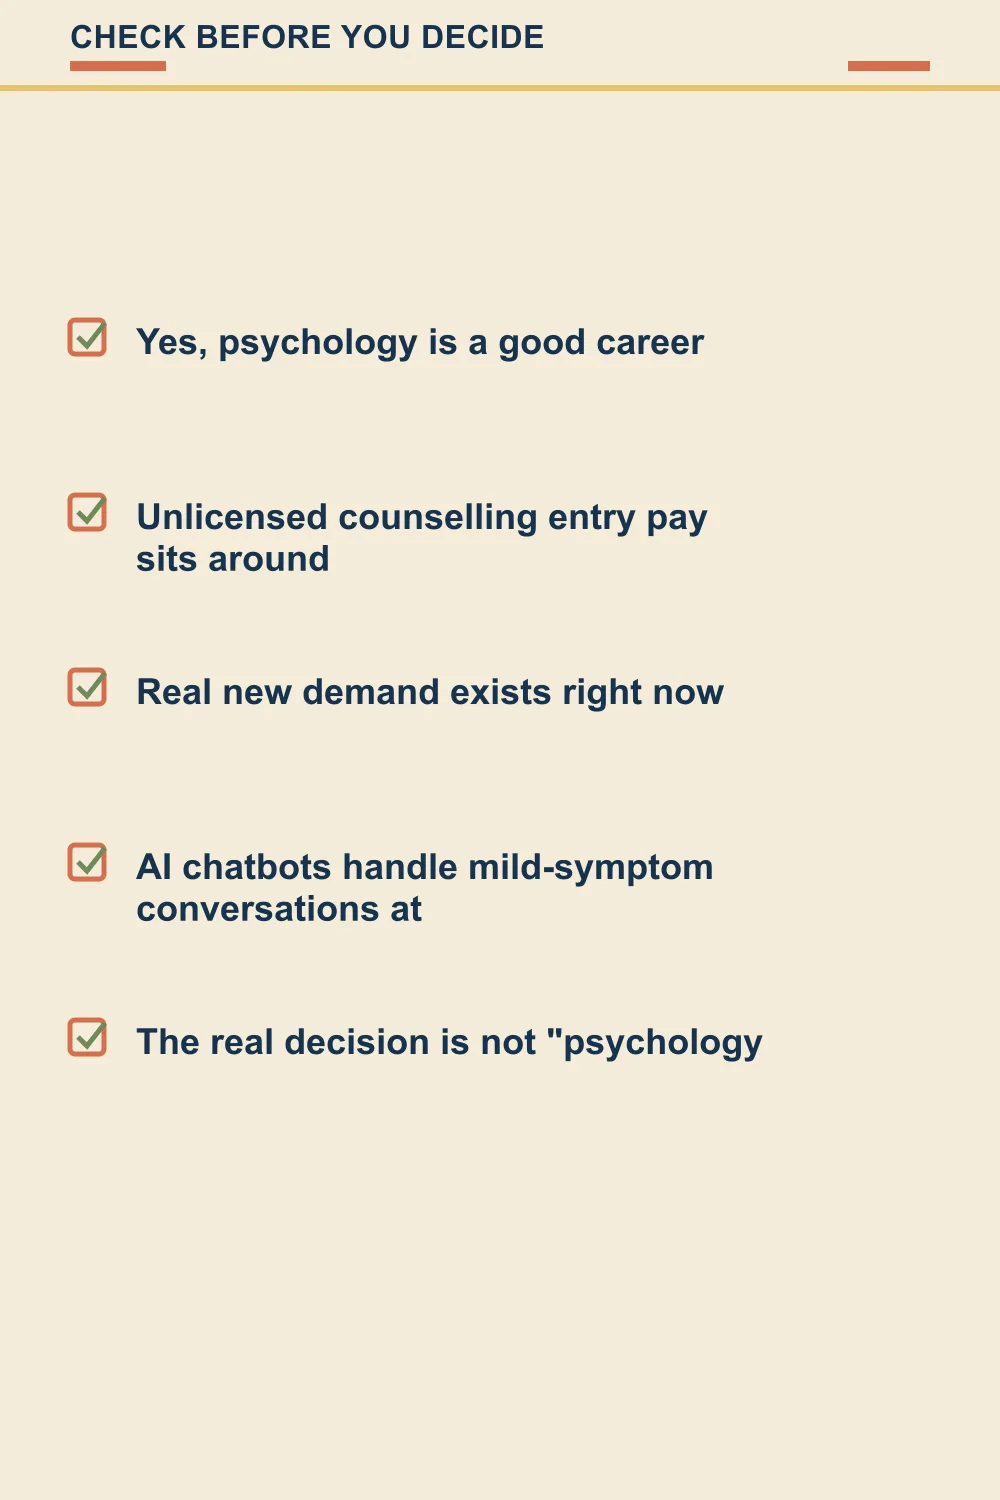 CHECK BEFORE YOU DECIDE
Yes, psychology is a good career
Unlicensed counselling entry pay
sits around
Real new demand exists right now
AI chatbots handle mild-symptom
conversations at
The real decision is not "psychology